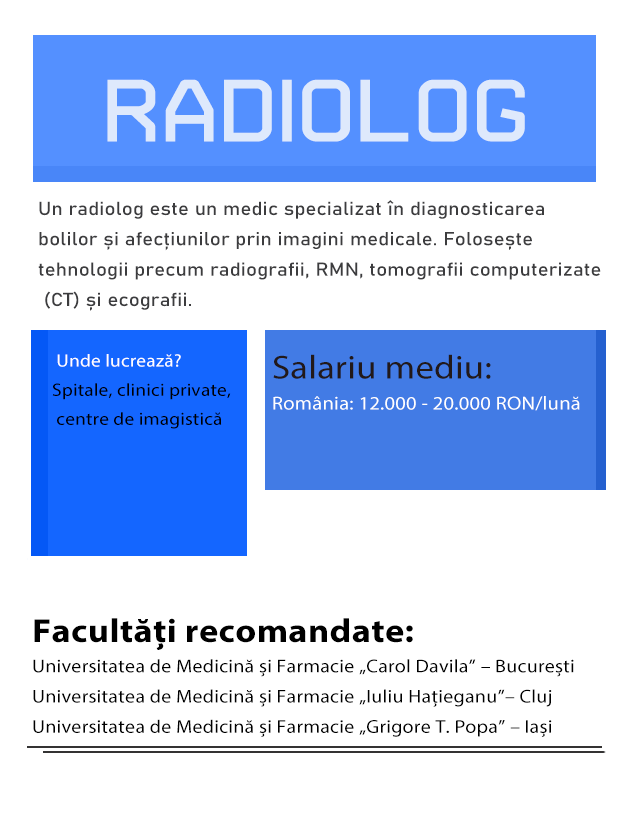 RADIOLOG
Un radiolog este un medic specializat în diagnosticarea
bolilor și afecțiunilor prin imagini medicale. Folosește
tehnologii precum radiografii, RMN, tomografii computerizate
(CT) și ecografii.
Unde lucrează?
Spitale, clinici private,
centre de imagistică
Salariu mediu:
România: 12.000 - 20.000 RON/lună
Facultăți recomandate:
Universitatea de Medicină și Farmacie „Carol Davila” – București
Universitatea de Medicină și Farmacie „Iuliu Hațieganu”– Cluj
Universitatea de Medicină și Farmacie „Grigore T. Popa” – Iași